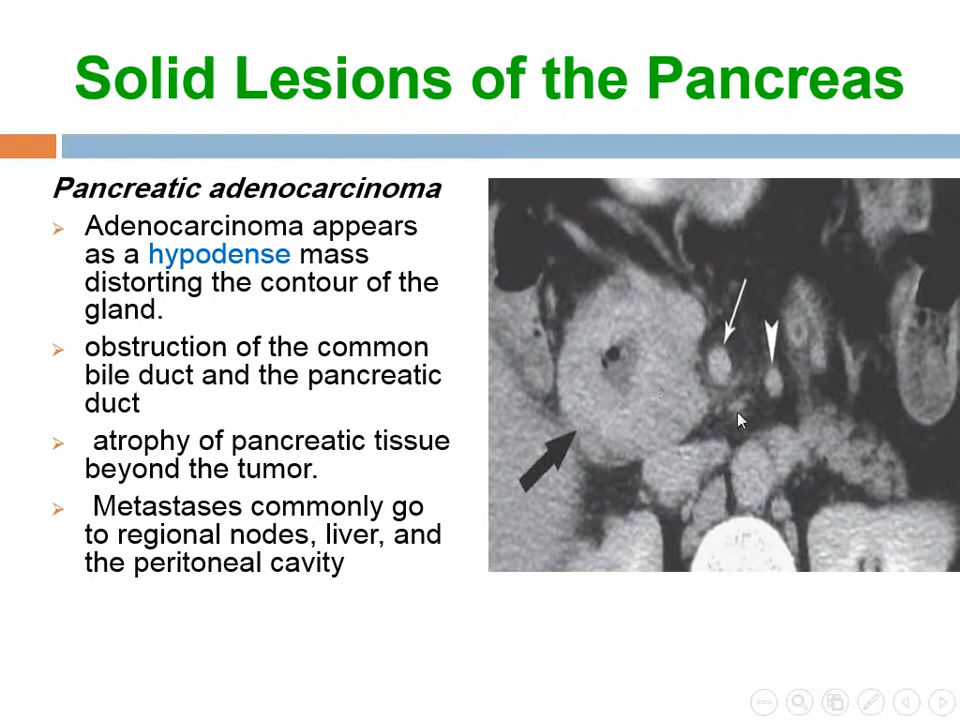 Solid Lesions of the Pancreas
Pancreatic adenocarcinoma
Adenocarcinoma appears
as a hypodense mass
distorting the contour of the
gland.
obstruction of the common
bile duct and the pancreatic
duct
atrophy of pancreatic tissue
beyond the tumor.
Metastases commonly go
to regional nodes, liver, and
the peritoneal cavity